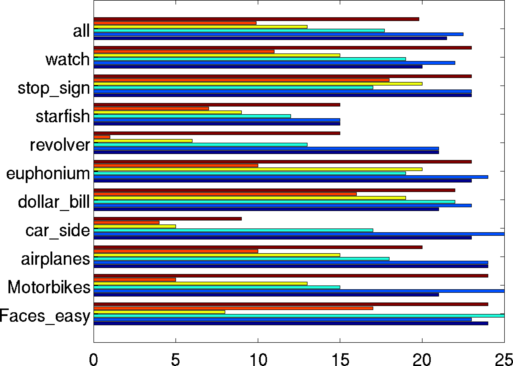 all
watch
stop_sign
starfish
revolver
euphonium
dollar_bill
car_side
airplanes
Motorbikes
Faces_easy
0 5 10 15 20 25